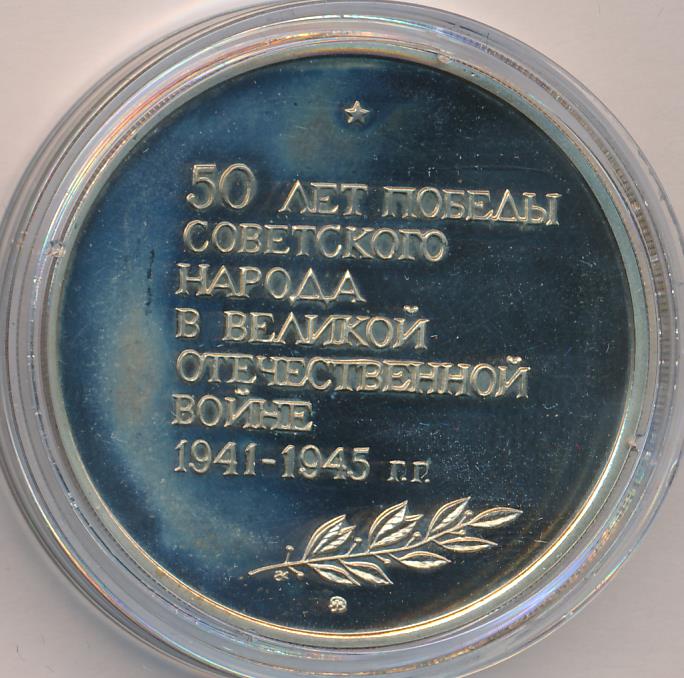 50 ЛЕТ ПОБЕДЫ
СОВЕТСКОГО
НАРОДА
В ВЕЛИКОЙ
ОТЕЧЕСТВЕННОЙ
ВОЙНЕ
1941-1945 г.г.